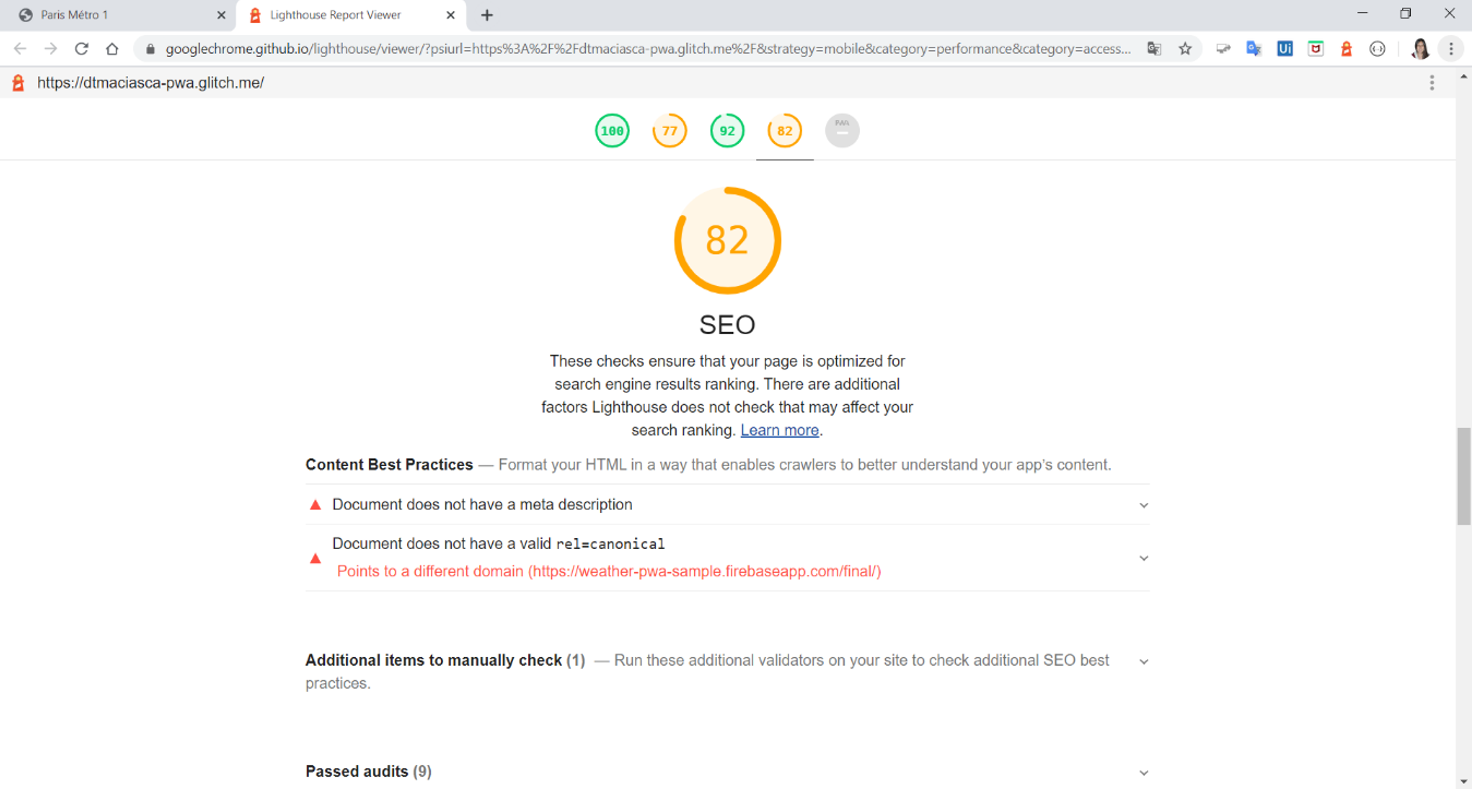 Paris Métro 1
Lighthouse Report Viewer
googlechrome.github.io/lighthouse/viewer/?psiurl=https%3A%2F%2Fdtmaciasca-pwa.glitch.me%2F&strategy=mobile&category=performance&category=access...
Ui
https://dtmaciasca-pwa.glitch.me/
100 77 92 82 PWA
82
SEO
These checks ensure that your page is optimized for
search engine results ranking. There are additional
factors Lighthouse does not check that may affect your
search ranking. Learn more.
Content Best Practices — Format your HTML in a way that enables crawlers to better understand your app's content.
Document does not have a meta description
Document does not have a valid rel=canonical
Points to a different domain (https://weather-pwa-sample.firebaseapp.com/final/)
Additional items to manually check (1) — Run these additional validators on your site to check additional SEO best
practices.
Passed audits (9)